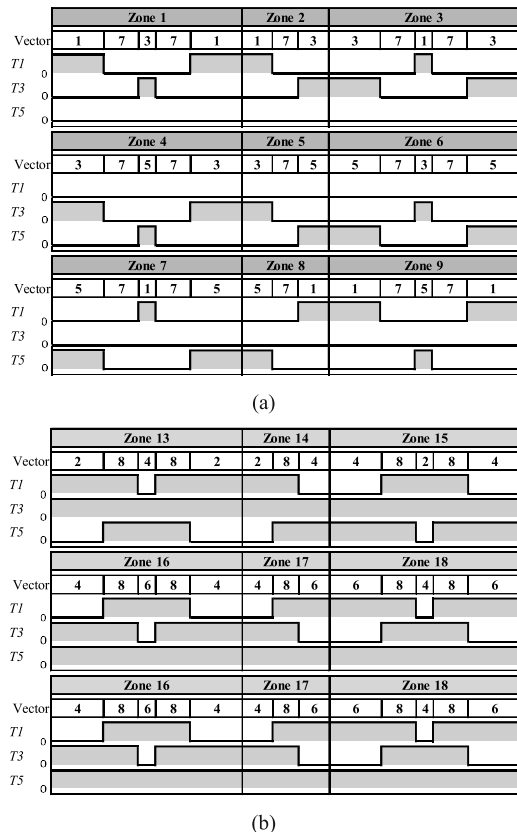 Zone 1 Zone 2 Zone 3
Vector 1 7 3 7 1 1 7 3 3 7 1 7 3
T1 0
T3 0
T5 0
Zone 4 Zone 5 Zone 6
Vector 3 7 5 7 3 3 7 5 5 7 3 7 5
T1 0
T3 0
T5 0
Zone 7 Zone 8 Zone 9
Vector 5 7 1 7 5 5 7 1 1 7 5 7 1
T1 0
T3 0
T5 0
(a)
Zone 13 Zone 14 Zone 15
Vector 2 8 4 8 2 2 8 4 4 8 2 8 4
T1 0
T3 0
T5 0
Zone 16 Zone 17 Zone 18
Vector 4 8 6 8 4 4 8 6 6 8 4 8 6
T1 0
T3 0
T5 0
Zone 16 Zone 17 Zone 18
Vector 4 8 6 8 4 4 8 6 6 8 4 8 6
T1 0
T3 0
T5 0
(b)